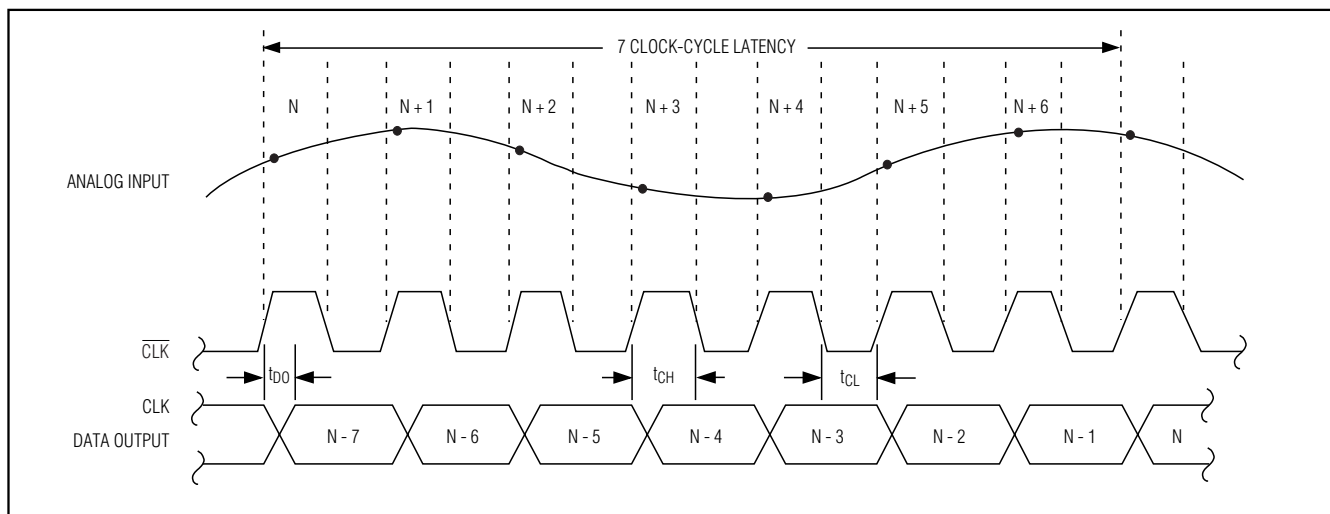 7 CLOCK-CYCLE LATENCY
N N + 1 N + 2 N + 3 N + 4 N + 5 N + 6
ANALOG INPUT
CLK
tDO tCH tCL
CLK
DATA OUTPUT
N - 7 N - 6 N - 5 N - 4 N - 3 N - 2 N - 1 N